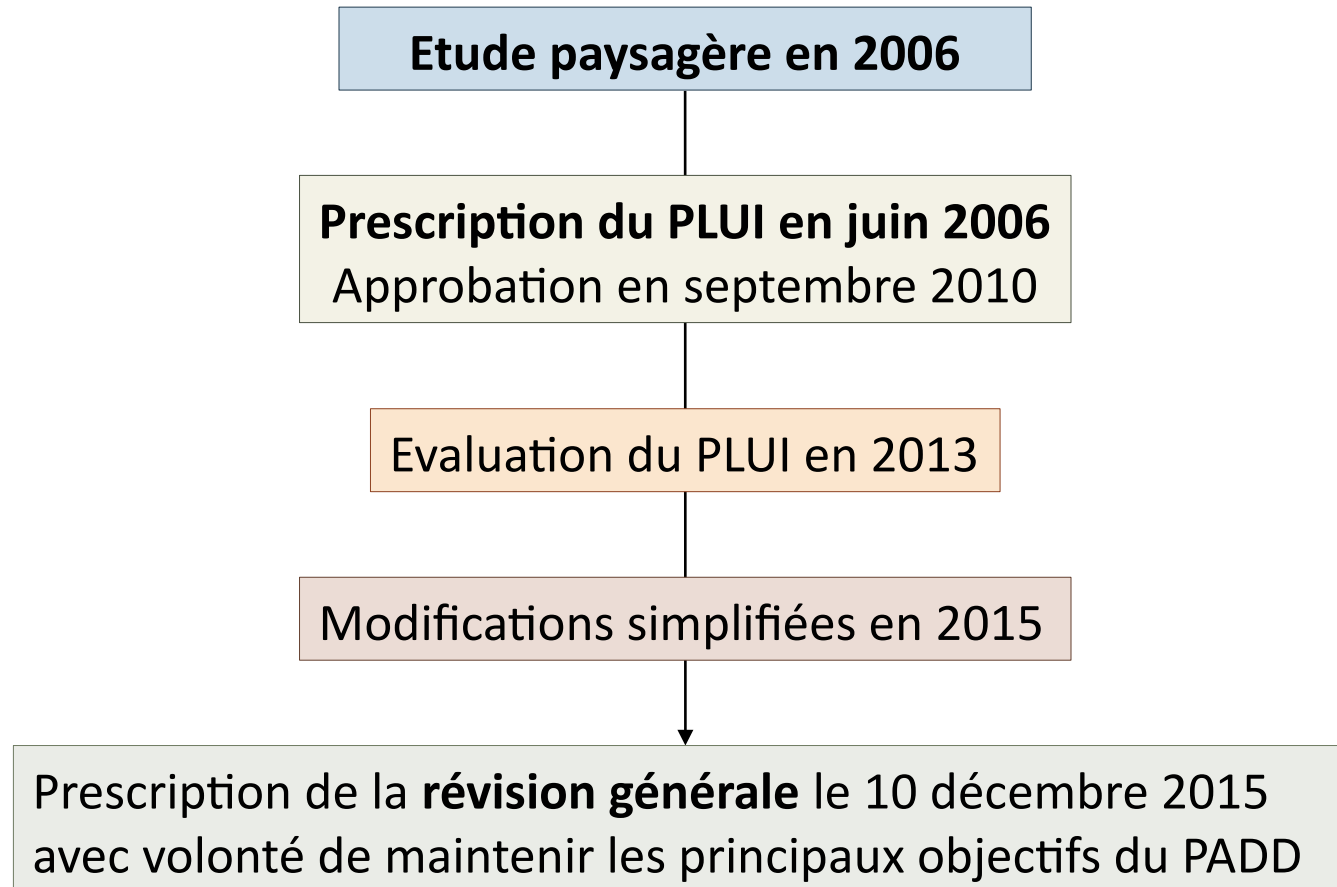 Etude paysagère en 2006
Prescription du PLUI en juin 2006
Approbation en septembre 2010
Evaluation du PLUI en 2013
Modifications simplifiées en 2015
Prescription de la révision générale le 10 décembre 2015
avec volonté de maintenir les principaux objectifs du PADD